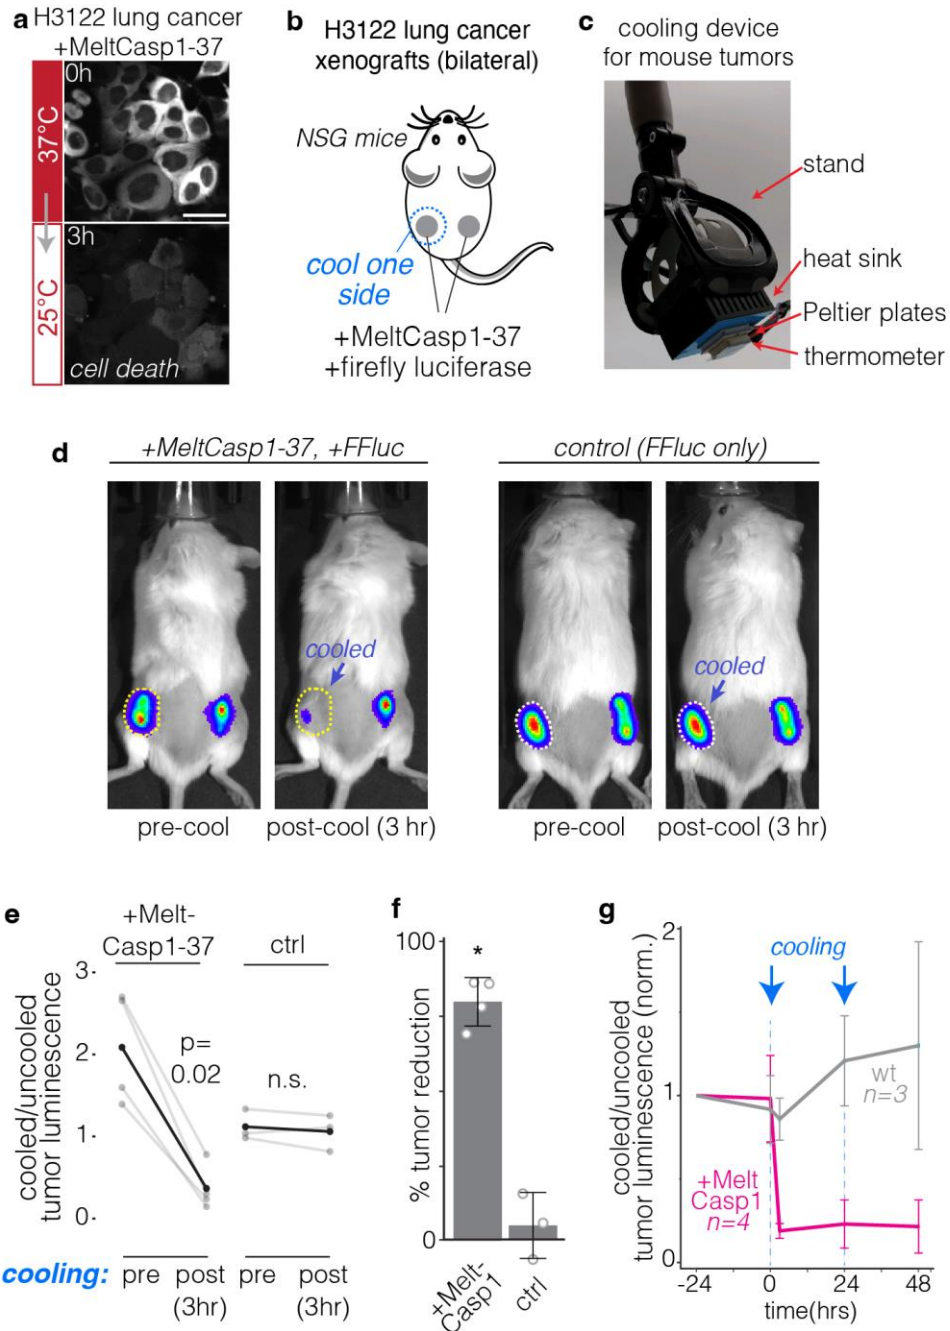 a
H3122 lung cancer
+MeltCasp1-37
37°C
0h
25°C
3h
cell death
b
H3122 lung cancer
xenografts (bilateral)
NSG mice
cool one
side
+MeltCasp1-37
+firefly luciferase
c
cooling device
for mouse tumors
stand
heat sink
Peltier plates
thermometer
d
+MeltCasp1-37, +FFluc
control (FFluc only)
cooled
cooled
pre-cool
post-cool (3 hr)
pre-cool
post-cool (3 hr)
e
+Melt-
Casp1-37
ctrl
cooled/uncooled
tumor luminescence
3
2
1
0
p=
0.02
n.s.
cooling:
pre
post
(3hr)
pre
post
(3hr)
f
% tumor reduction
100
0
*
+Melt-
Casp1
ctrl
g
cooled/uncooled
tumor luminescence (norm.)
2
1
0
cooling
wt
n=3
+Melt
Casp1
n=4
-24
0
24
48
time(hrs)